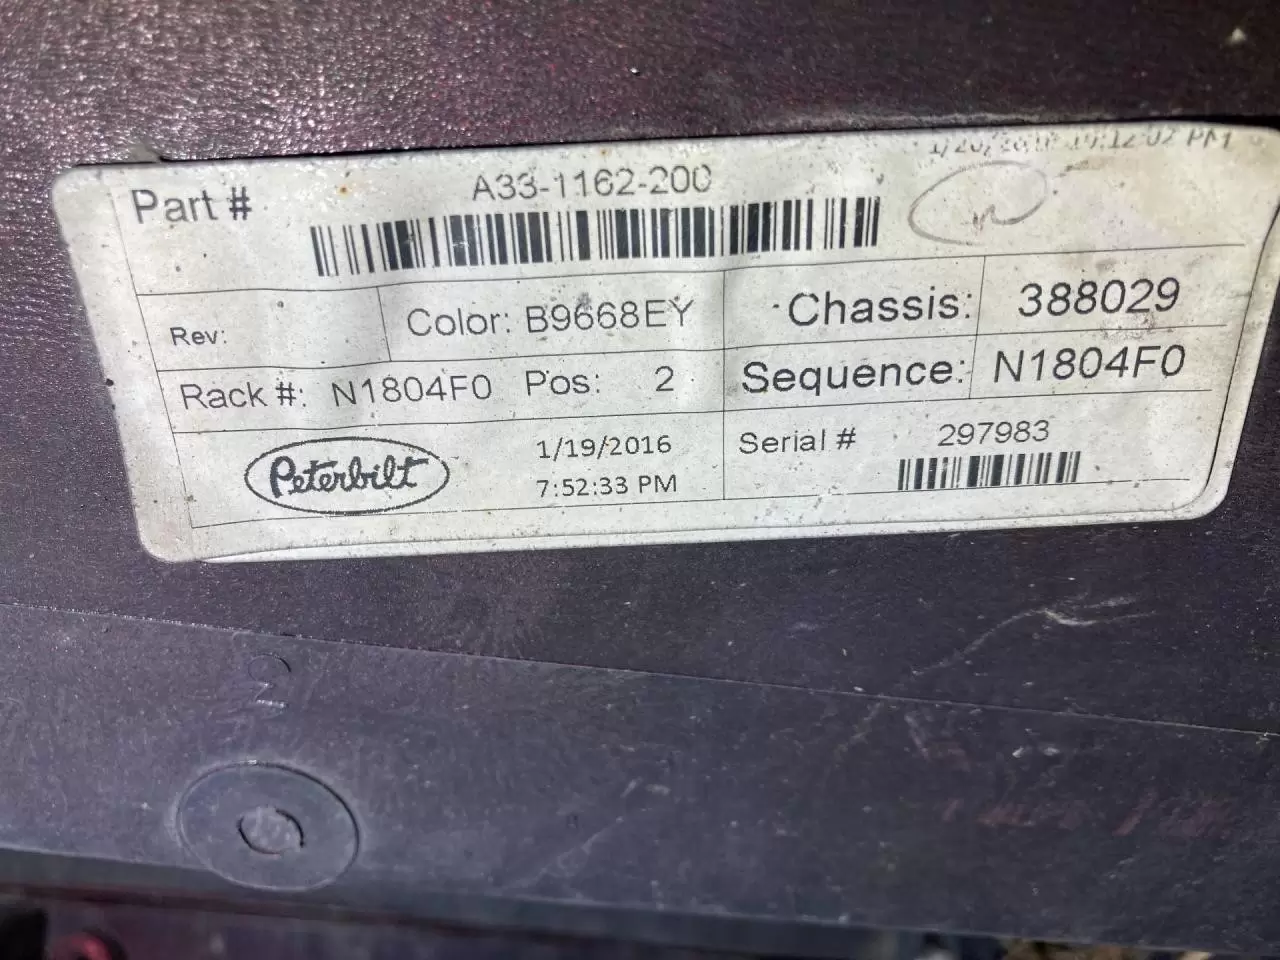 Part #
A33-1162-200
Rev:
Color: B9668EY
Chassis: 388029
Rack #: N1804F0 Pos: 2
Sequence: N1804F0
Peterbilt
1/19/2016
7:52:33 PM
Serial # 297983